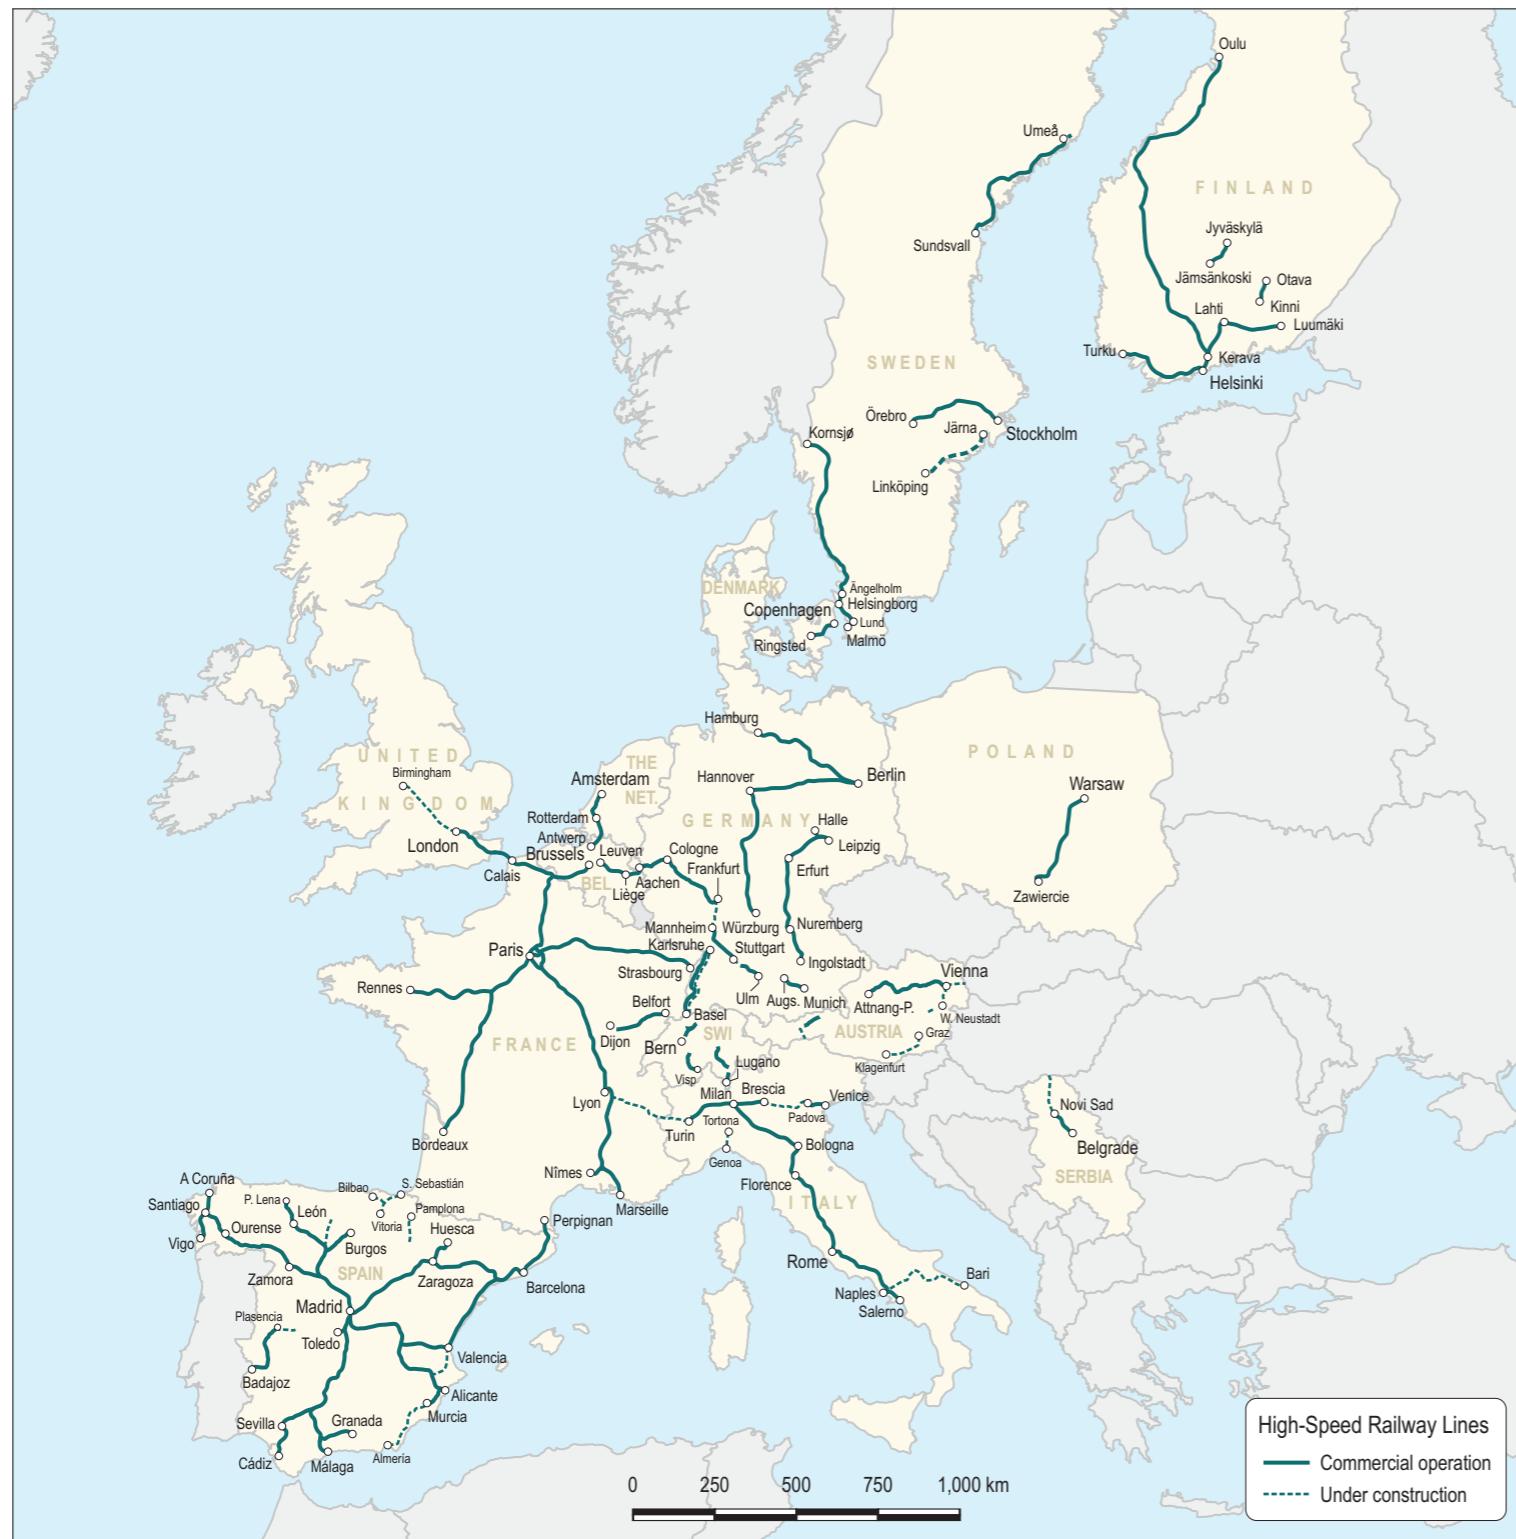 Oulu
Umeå
FINLAND
Jyväskylä
Sundsvall
Jämsänkoski
Otava
Kinni
Lahti
Luumäki
Turku
Kerava
Helsinki
SWEDEN
Örebro
Järna
Stockholm
Kornsjø
Linköping
DENMARK
Ängelholm
Helsingborg
Copenhagen
Lund
Malmö
Ringsted
Hamburg
UNITED
KINGDOM
Birmingham
London
THE
NET.
Amsterdam
Rotterdam
Antwerp
Brussels
Leuven
BEL.
Liège
Aachen
Calais
Hannover
Berlin
GERMANY
POLAND
Warsaw
Zawiercie
Halle
Leipzig
Erfurt
Cologne
Frankfurt
Mannheim
Würzburg
Nuremberg
Karlsruhe
Stuttgart
Ingolstadt
Strasbourg
Ulm
Augs.
Munich
Paris
Rennes
Belfort
Basel
Dijon
Bern
SWI
Visp
Lugano
FRANCE
Vienna
Attnang-P.
W. Neustadt
AUSTRIA
Graz
Klagenfurt
Milan
Brescia
Venice
Padova
Lyon
Turin
Tortona
Genoa
Bologna
Florence
ITALY
Novi Sad
Belgrade
SERBIA
Bordeaux
Nîmes
Marseille
Perpignan
Rome
Naples
Salerno
Bari
A Coruña
Santiago
Vigo
Ourense
P. Lena
León
Bilbao
S. Sebastián
Vitoria
Pamplona
Burgos
Huesca
Zamora
SPAIN
Zaragoza
Barcelona
Madrid
Plasencia
Toledo
Valencia
Badajoz
Alicante
Murcia
Sevilla
Granada
Cádiz
Málaga
Almería
High-Speed Railway Lines
Commercial operation
Under construction
0 250 500 750 1,000 km